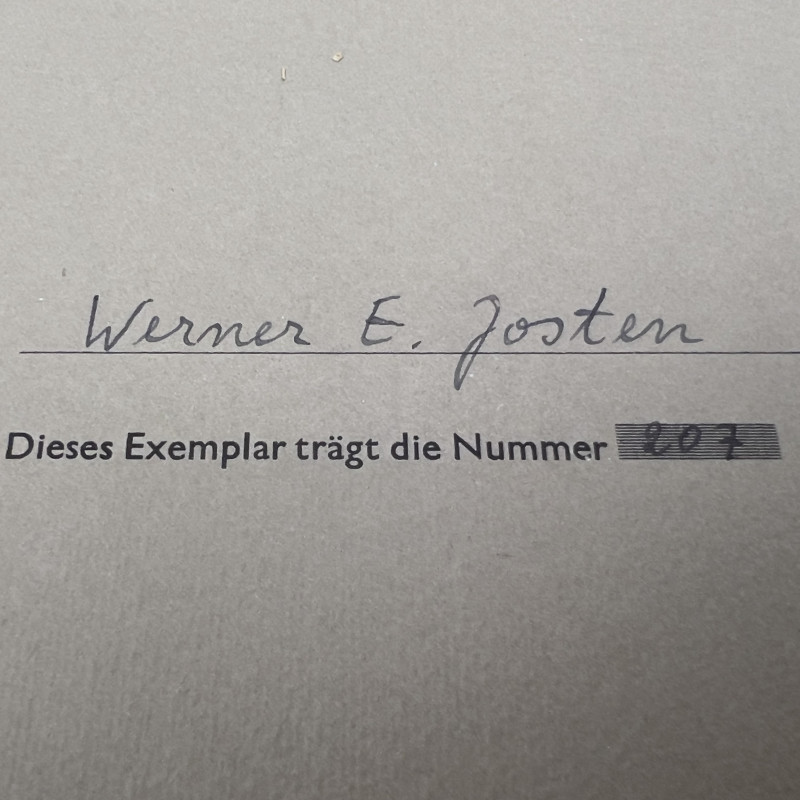 Werner E. Josten
Dieses Exemplar trägt die Nummer 207